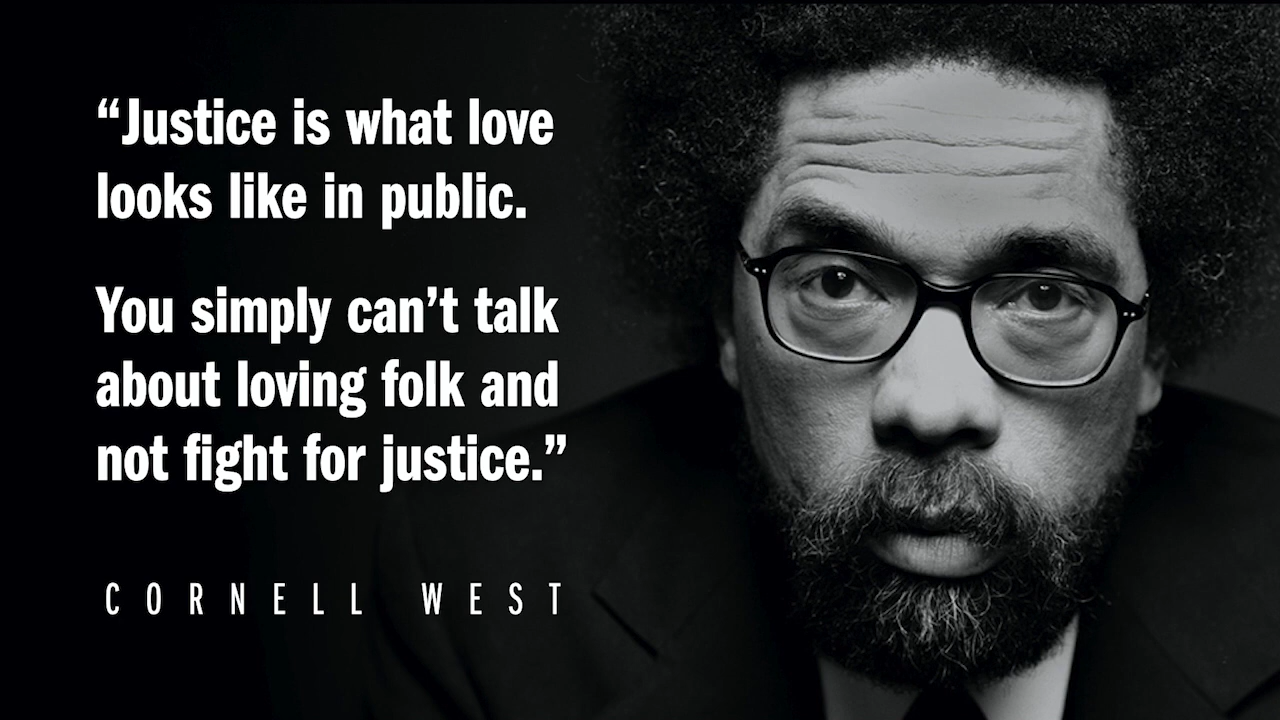 “Justice is what love
looks like in public.
You simply can’t talk
about loving folk and
not fight for justice.”
CORNELL WEST